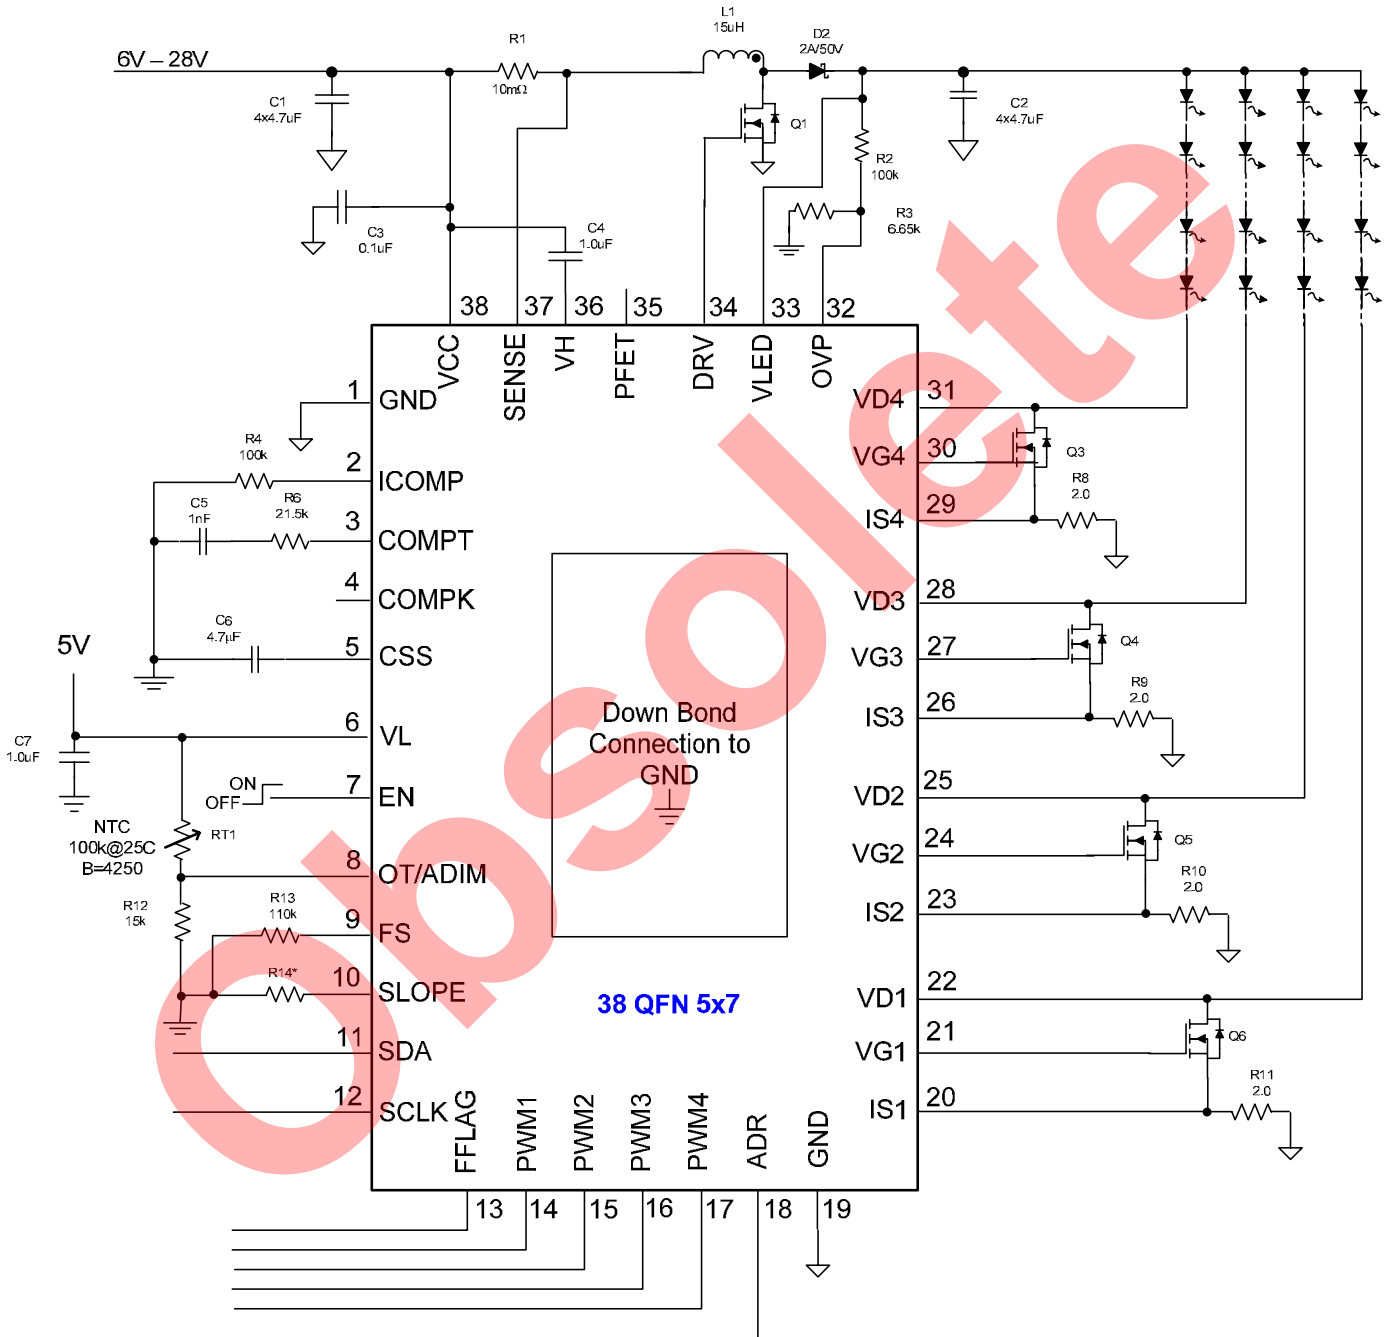 L1
15uH
R1
D2
2A/50V
6V – 28V
10mΩ
C1
4x4.7uF
C2
4x4.7uF
Q1
R2
100k
C3
0.1uF
C4
1.0uF
R3
6.65k
38
37
36
35
34
33
32
VCC
SENSE
VH
PFET
DRV
VLED
OVP
1
GND
VD4
31
R4
100k
2
ICOMP
VG4
30
Q3
C5
1nF
R6
21.5k
3
COMPT
IS4
29
R8
2.0
4
COMPK
VD3
28
C6
4.7µF
5
CSS
VG3
27
Q4
5V
R9
2.0
IS3
26
Down Bond
Connection to
GND
6
VL
C7
1.0uF
ON
OFF
7
EN
VD2
25
NTC
100k@25C
B=4250
RT1
8
OT/ADIM
VG2
24
Q5
R10
2.0
R12
15k
R13
110k
9
FS
IS2
23
R14*
10
SLOPE
38 QFN 5x7
VD1
22
11
SDA
VG1
21
Q6
R11
2.0
12
SCLK
IS1
20
FFLAG
PWM1
PWM2
PWM3
PWM4
ADR
GND
13
14
15
16
17
18
19
Obsolete